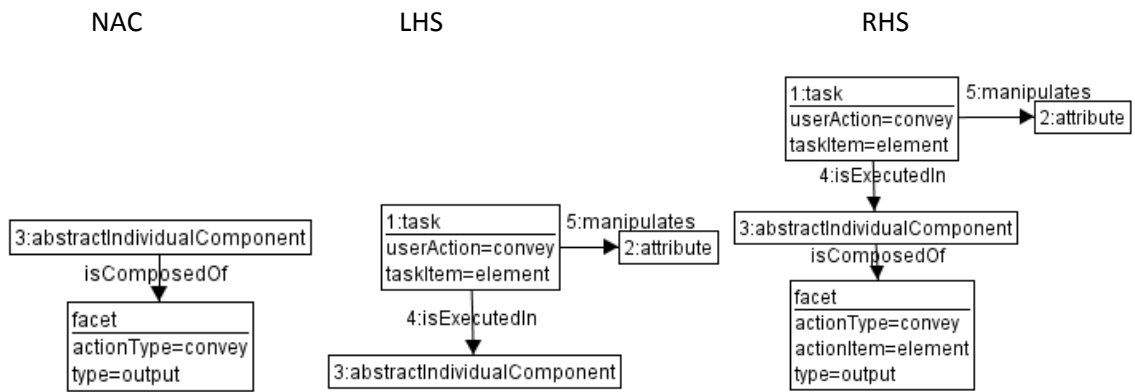 NAC
LHS
RHS
3:abstractIndividualComponent
isComposedOf
facet
actionType=convey
type=output
1:task
userAction=convey
taskItem=element
5:manipulates
2:attribute
4:isExecutedIn
3:abstractIndividualComponent
1:task
userAction=convey
taskItem=element
5:manipulates
2:attribute
4:isExecutedIn
3:abstractIndividualComponent
isComposedOf
facet
actionType=convey
actionItem=element
type=output